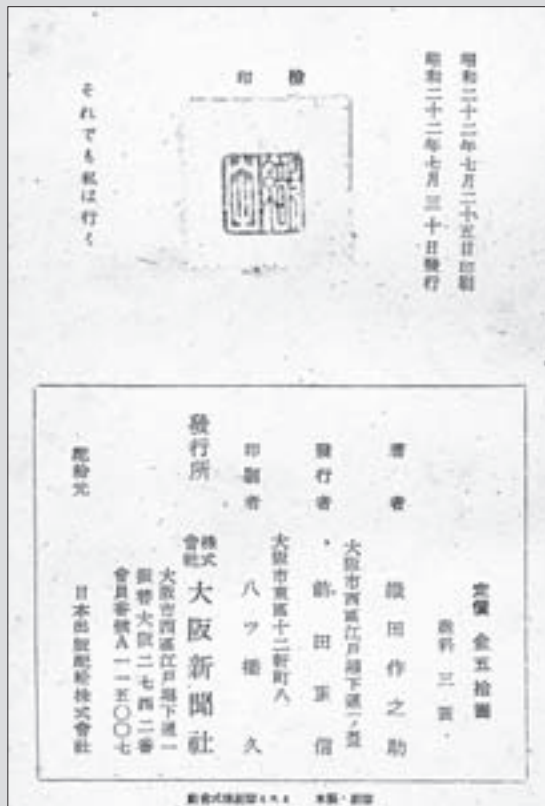 昭和二十二年七月二十五日印刷
昭和二十二年七月三十日發行
檢印
それでも私は行く
定價 金五拾圓
三圓
著者 織田作之助
大阪市西區江戸堀下通一ノ
發行者 田 信
大阪市東區十二軒町八
印刷者 八ツ橋 久
發行所 株式會社 大阪新聞社
大阪市西區江戸堀下通一
振替大阪二七四二番
會員番號A一一五〇〇七
配給元 日本出版配給株式會社